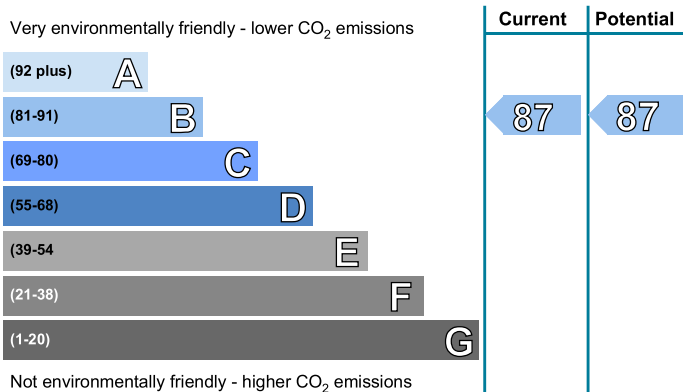 Very environmentally friendly - lower CO₂ emissions
Current
Potential
(92 plus) A
(81-91) B
87
87
(69-80) C
(55-68) D
(39-54 E
(21-38) F
(1-20) G
Not environmentally friendly - higher CO₂ emissions